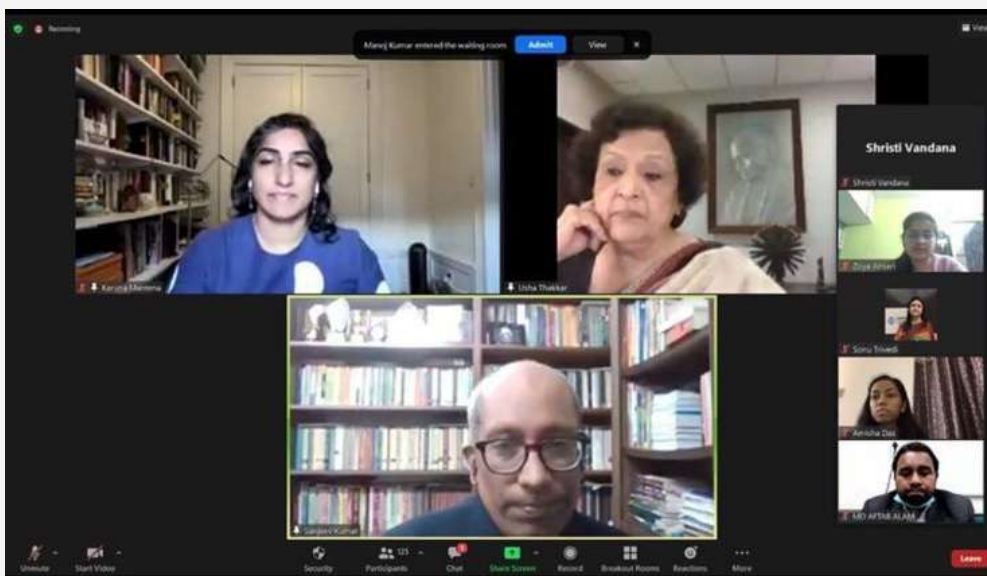 Recording
View
Manoj Kumar entered the waiting room
Admit
View
×
Karuna Mantena
Usha Thakkar
Shristi Vandana
Shristi Vandana
Zoya Ansari
Sonu Trivedi
Amisha Das
MD AFTAB ALAM
Sanjeev Kumar
Unmute
Start Video
Security
Participants
125
Chat
Share Screen
Record
Breakout Rooms
Reactions
More
Leave